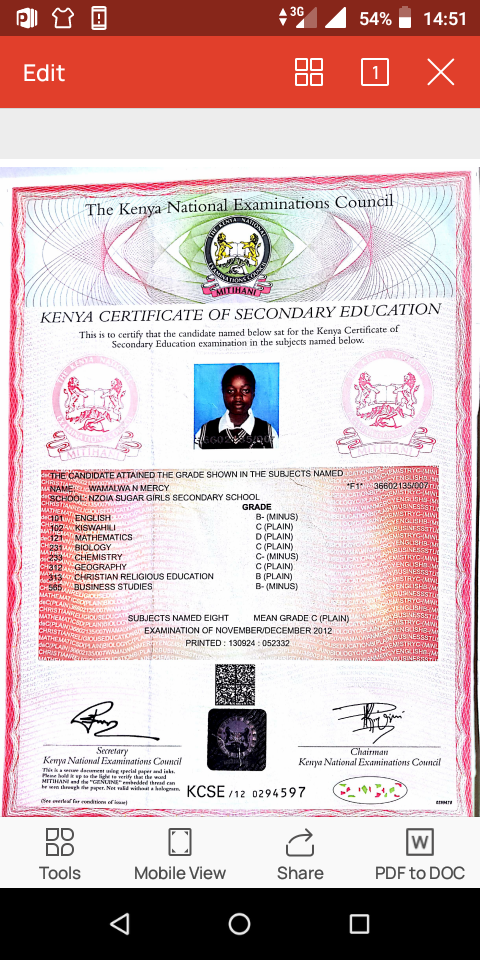 3G 54% 14:51
Edit 1
The Kenya National Examinations Council
THE KENYA NATIONAL
EXAMINATIONS COUNCIL
MITIHANI
KENYA CERTIFICATE OF SECONDARY EDUCATION
This is to certify that the candidate named below sat for the Kenya Certificate of
Secondary Education examination in the subjects named below.
MITIHANI MITIHANI
THE CANDIDATE ATTAINED THE GRADE SHOWN IN THE SUBJECTS NAMED
NAME: WAMALWA N MERCY "F1" 36602135/007
SCHOOL: NZOIA SUGAR GIRLS SECONDARY SCHOOL
GRADE
101 ENGLISH B- (MINUS)
102 KISWAHILI C (PLAIN)
121 MATHEMATICS D (PLAIN)
231 BIOLOGY C (PLAIN)
233 CHEMISTRY C- (MINUS)
312 GEOGRAPHY C (PLAIN)
313 CHRISTIAN RELIGIOUS EDUCATION B (PLAIN)
565 BUSINESS STUDIES B- (MINUS)
SUBJECTS NAMED EIGHT MEAN GRADE C (PLAIN)
EXAMINATION OF NOVEMBER/DECEMBER 2012
PRINTED : 130924 : 052332
Secretary
Kenya National Examinations Council
Chairman
Kenya National Examinations Council
This is a secure document using special paper and inks.
Please hold it up to the light to verify that the word
MITIHANI and the "GENUINE" embedded thread can
be seen through the paper. Not valid without a hologram.
(See overleaf for conditions of issue)
KCSE /12 0294597
Tools Mobile View Share PDF to DOC
W